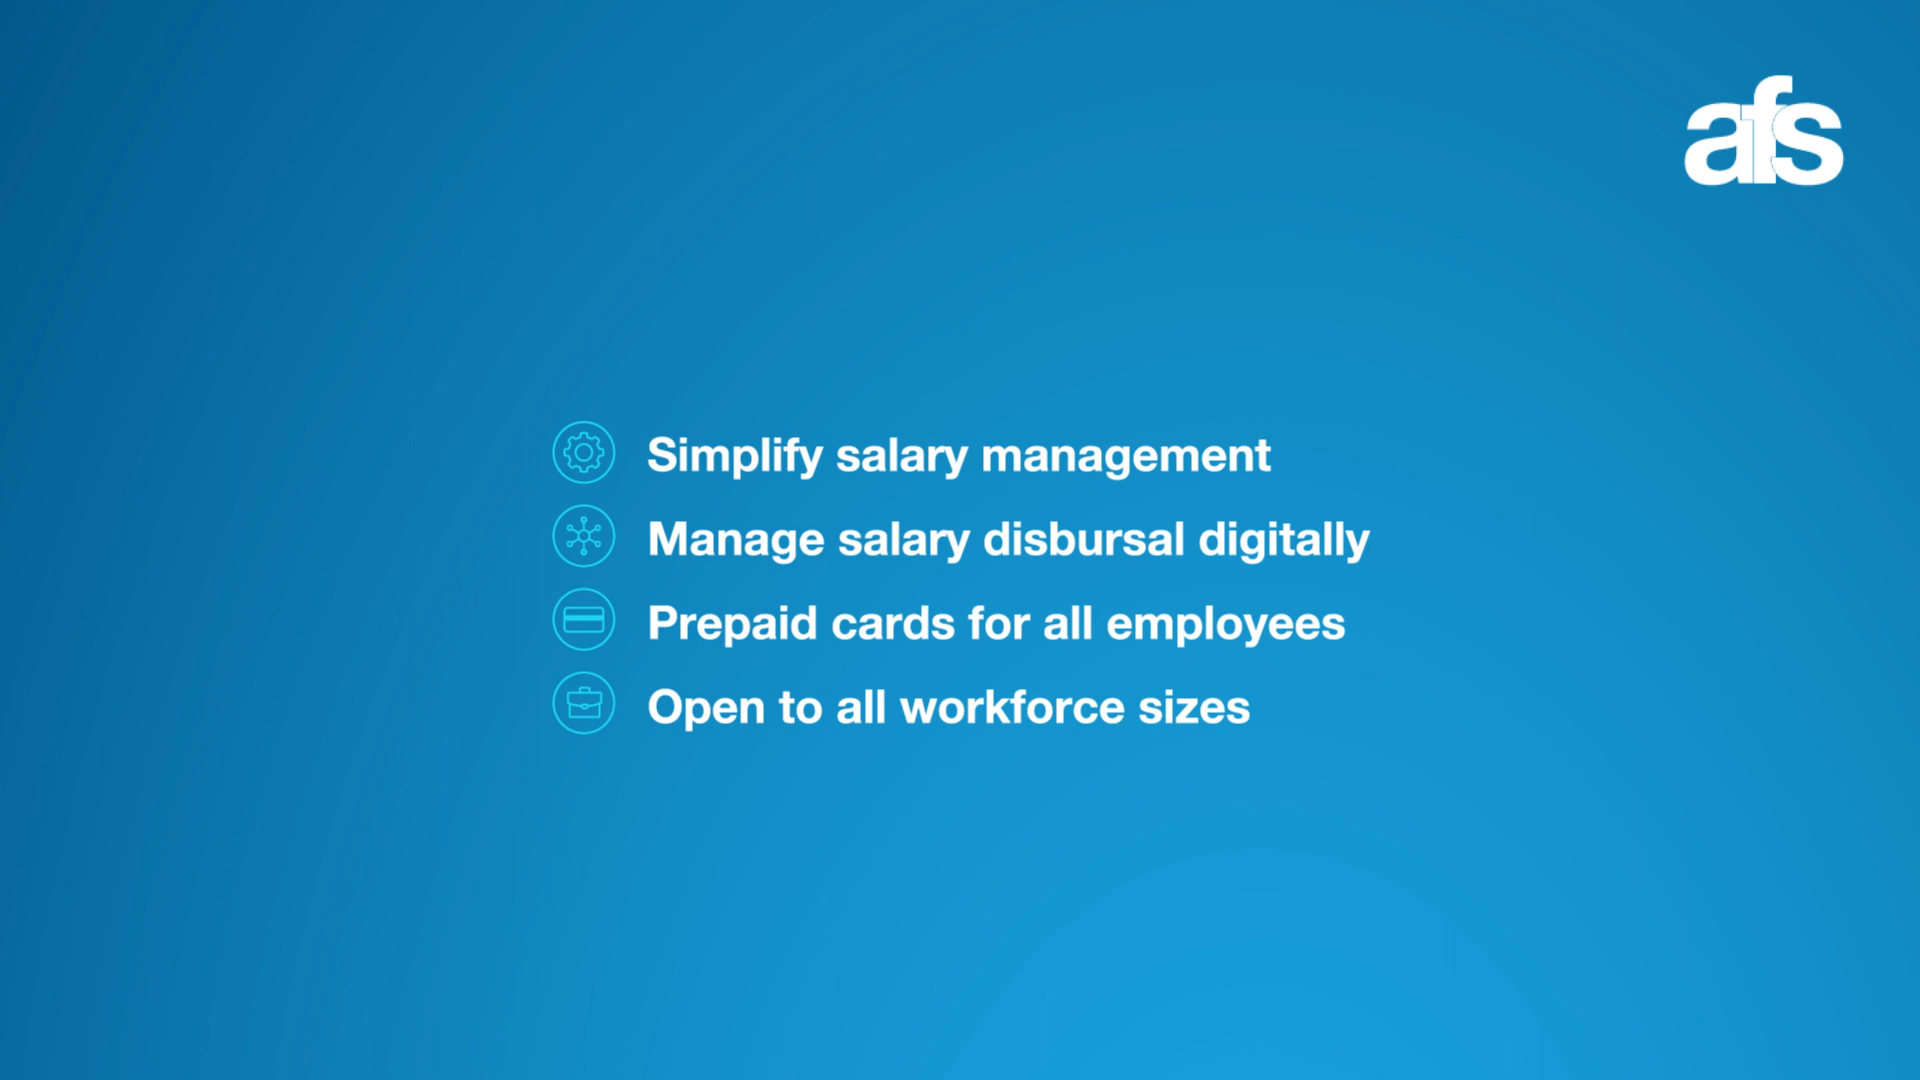 afs
Simplify salary management
Manage salary disbursal digitally
Prepaid cards for all employees
Open to all workforce sizes